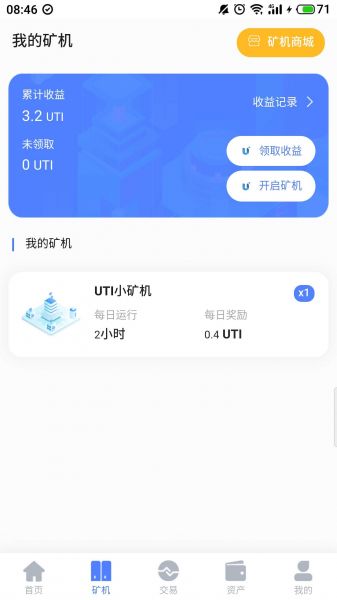 08:46
4G
71
我的矿机
矿机商城
累计收益
收益记录
3.2 UTI
未领取
领取收益
0 UTI
开启矿机
我的矿机
UTI小矿机
x1
每日运行
每日奖励
2小时
0.4 UTI
首页
矿机
交易
资产
我的